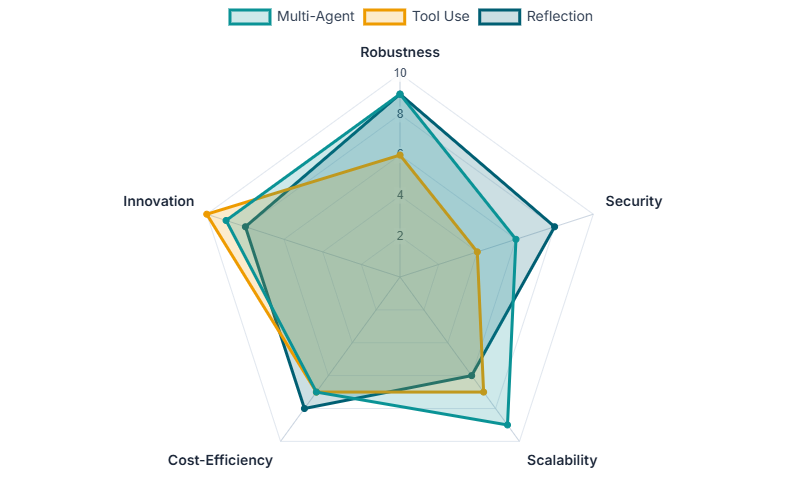 Multi-Agent Tool Use Reflection
Robustness
10
8
6
4
2
Innovation
Security
Cost-Efficiency
Scalability